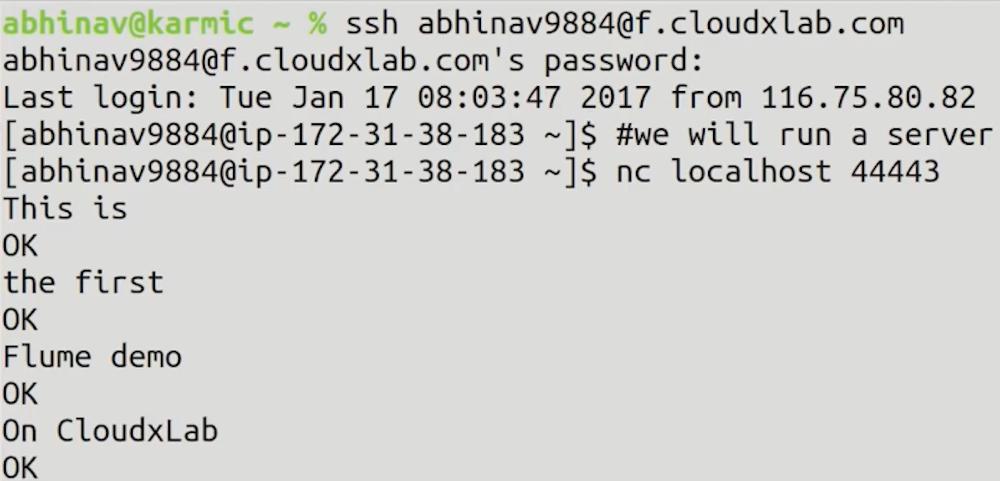 abhinav@karmic ~ % ssh abhinav9884@f.cloudxlab.com
abhinav9884@f.cloudxlab.com's password:
Last login: Tue Jan 17 08:03:47 2017 from 116.75.80.82
[abhinav9884@ip-172-31-38-183 ~]$ #we will run a server
[abhinav9884@ip-172-31-38-183 ~]$ nc localhost 44443
This is
OK
the first
OK
Flume demo
OK
On CloudxLab
OK